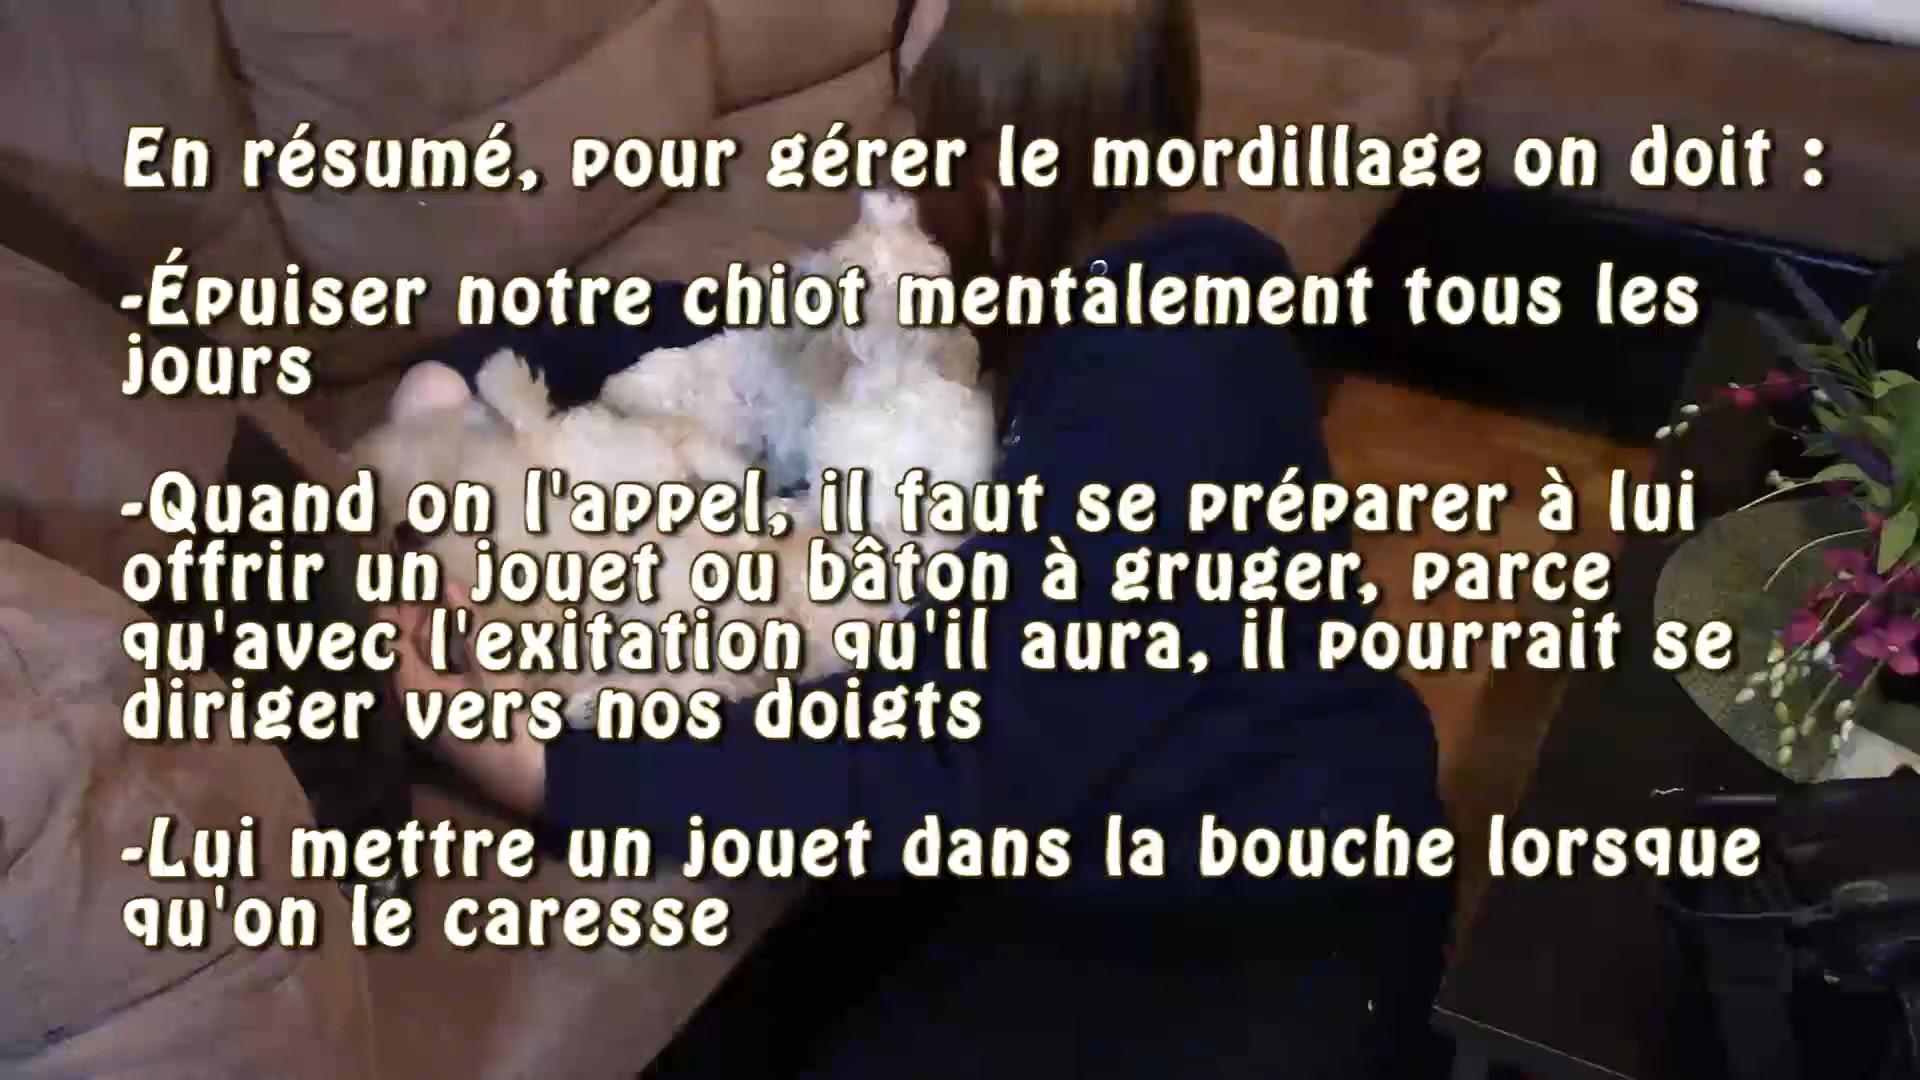 En résumé, pour gérer le mordillage on doit :
-Épuiser notre chiot mentalement tous les
jours
-Quand on l'appel, il faut se préparer à lui
offrir un jouet ou bâton à gruger, parce
qu'avec l'exitation qu'il aura, il pourrait se
diriger vers nos doigts
-Lui mettre un jouet dans la bouche lorsque
qu'on le caresse